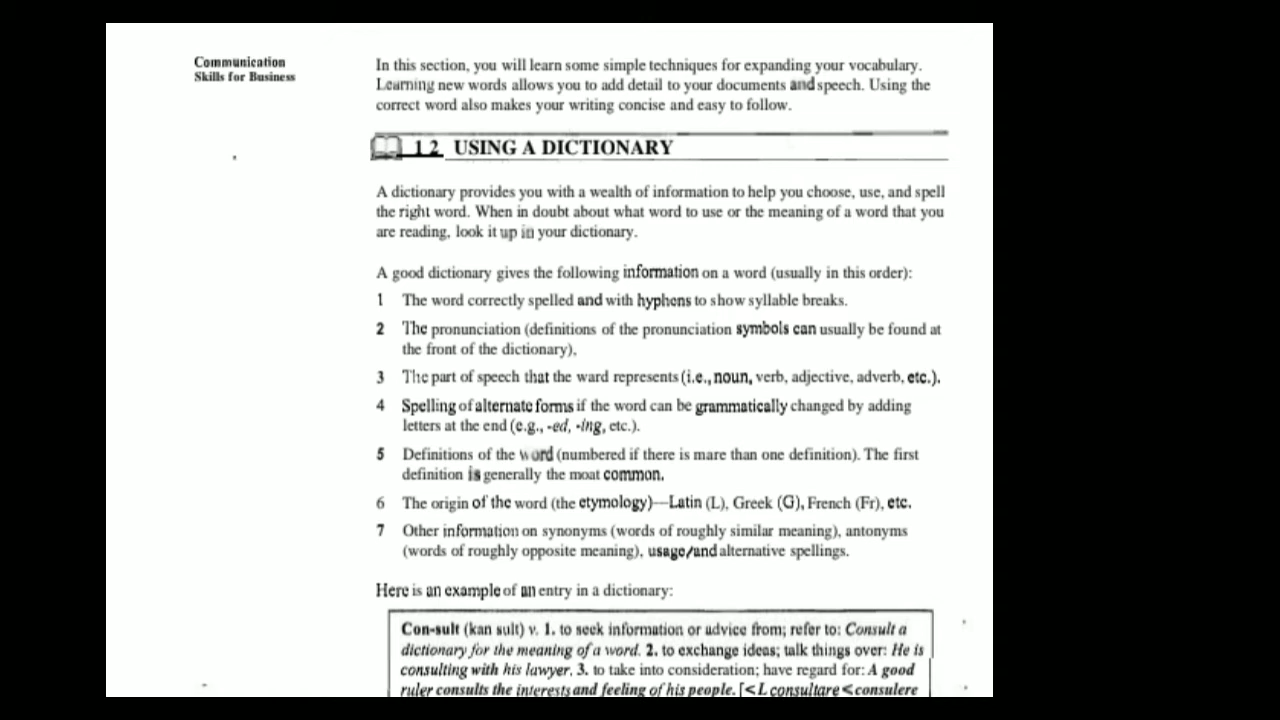 Communication
Skills for Business
In this section, you will learn some simple techniques for expanding your vocabulary.
Learning new words allows you to add detail to your documents and speech. Using the
correct word also makes your writing concise and easy to follow.
1 2 USING A DICTIONARY
A dictionary provides you with a wealth of information to help you choose, use, and spell
the right word. When in doubt about what word to use or the meaning of a word that you
are reading, look it up in your dictionary.
A good dictionary gives the following information on a word (usually in this order):
1 The word correctly spelled and with hyphens to show syllable breaks.
2 The pronunciation (definitions of the pronunciation symbols can usually be found at
the front of the dictionary),
3 The part of speech that the ward represents (i.e., noun, verb, adjective, adverb, etc.).
4 Spelling of alternate forms if the word can be grammatically changed by adding
letters at the end (e.g., -ed, -ing, etc.).
5 Definitions of the word (numbered if there is mare than one definition). The first
definition is generally the moat common.
6 The origin of the word (the etymology)—Latin (L), Greek (G), French (Fr), etc.
7 Other information on synonyms (words of roughly similar meaning), antonyms
(words of roughly opposite meaning), usage/and alternative spellings.
Here is an example of an entry in a dictionary:
Con-sult (kan sult) v. 1. to seek information or advice from; refer to: Consult a
dictionary for the meaning of a word. 2. to exchange ideas; talk things over: He is
consulting with his lawyer. 3. to take into consideration; have regard for: A good
ruler consults the interests and feeling of his people. [<L consultare <consulere